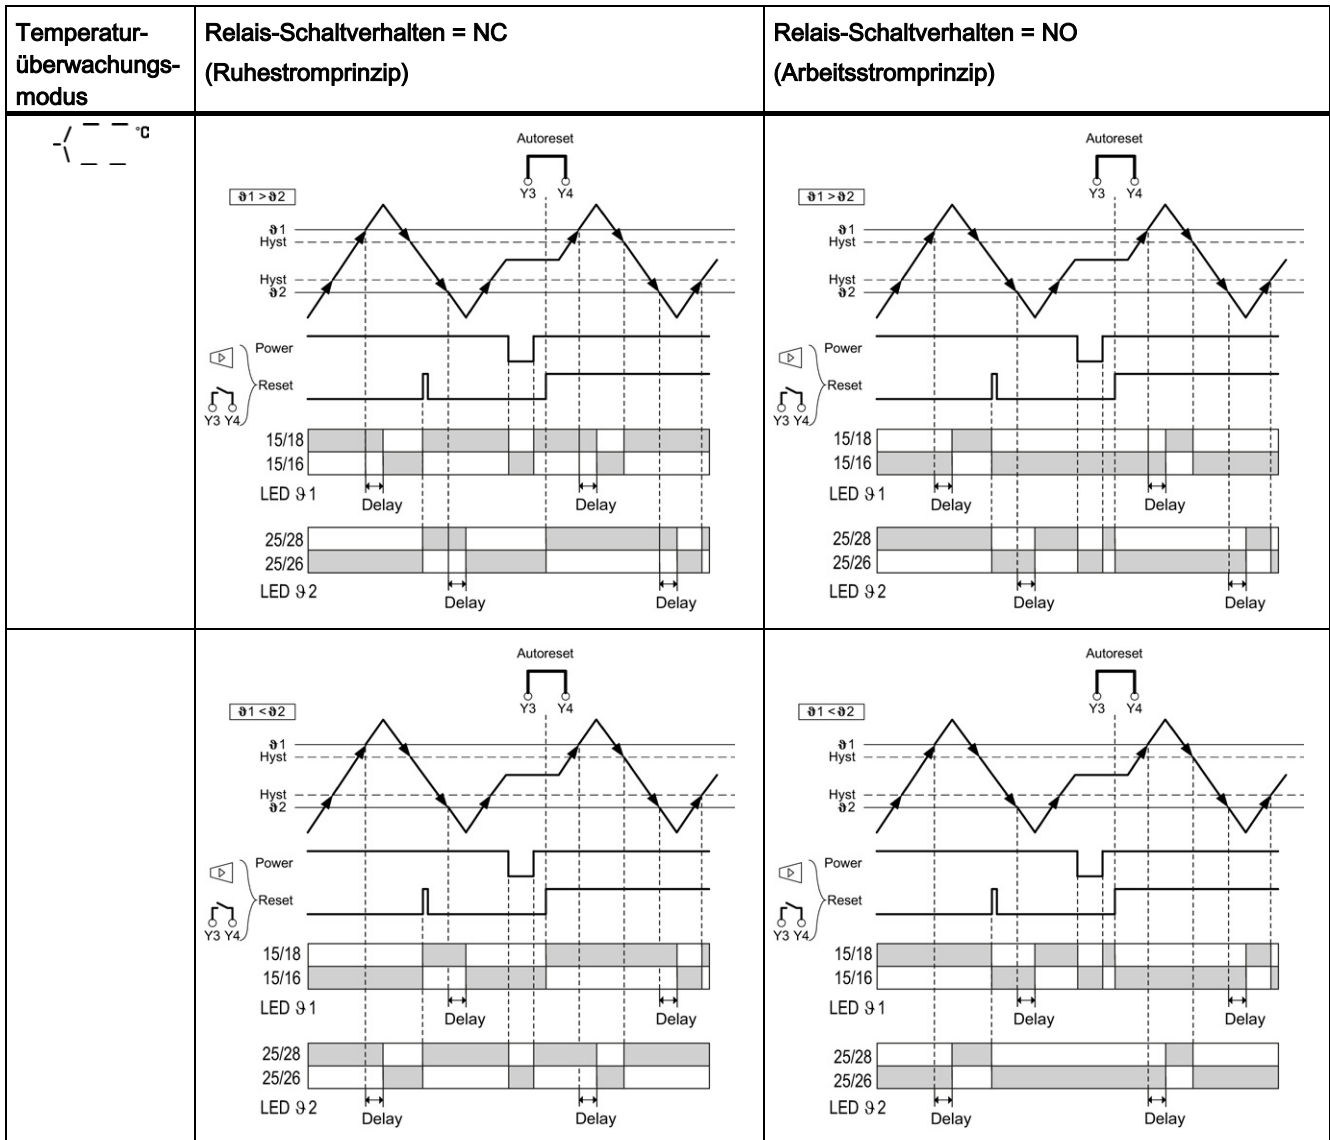 Temperatur-
überwachungs-
modus
Relais-Schaltverhalten = NC
(Ruhestromprinzip)
Relais-Schaltverhalten = NO
(Arbeitsstromprinzip)
°C
Autoreset
Y3 Y4
ϑ1 > ϑ2
ϑ1
Hyst
Hyst
ϑ2
Power
Reset
Y3 Y4
15/18
15/16
LED ϑ1
Delay Delay
25/28
25/26
LED ϑ2
Delay Delay
Autoreset
Y3 Y4
ϑ1 > ϑ2
ϑ1
Hyst
Hyst
ϑ2
Power
Reset
Y3 Y4
15/18
15/16
LED ϑ1
Delay Delay
25/28
25/26
LED ϑ2
Delay Delay
Autoreset
Y3 Y4
ϑ1 < ϑ2
ϑ1
Hyst
Hyst
ϑ2
Power
Reset
Y3 Y4
15/18
15/16
LED ϑ1
Delay Delay
25/28
25/26
LED ϑ2
Delay Delay
Autoreset
Y3 Y4
ϑ1 < ϑ2
ϑ1
Hyst
Hyst
ϑ2
Power
Reset
Y3 Y4
15/18
15/16
LED ϑ1
Delay Delay
25/28
25/26
LED ϑ2
Delay Delay